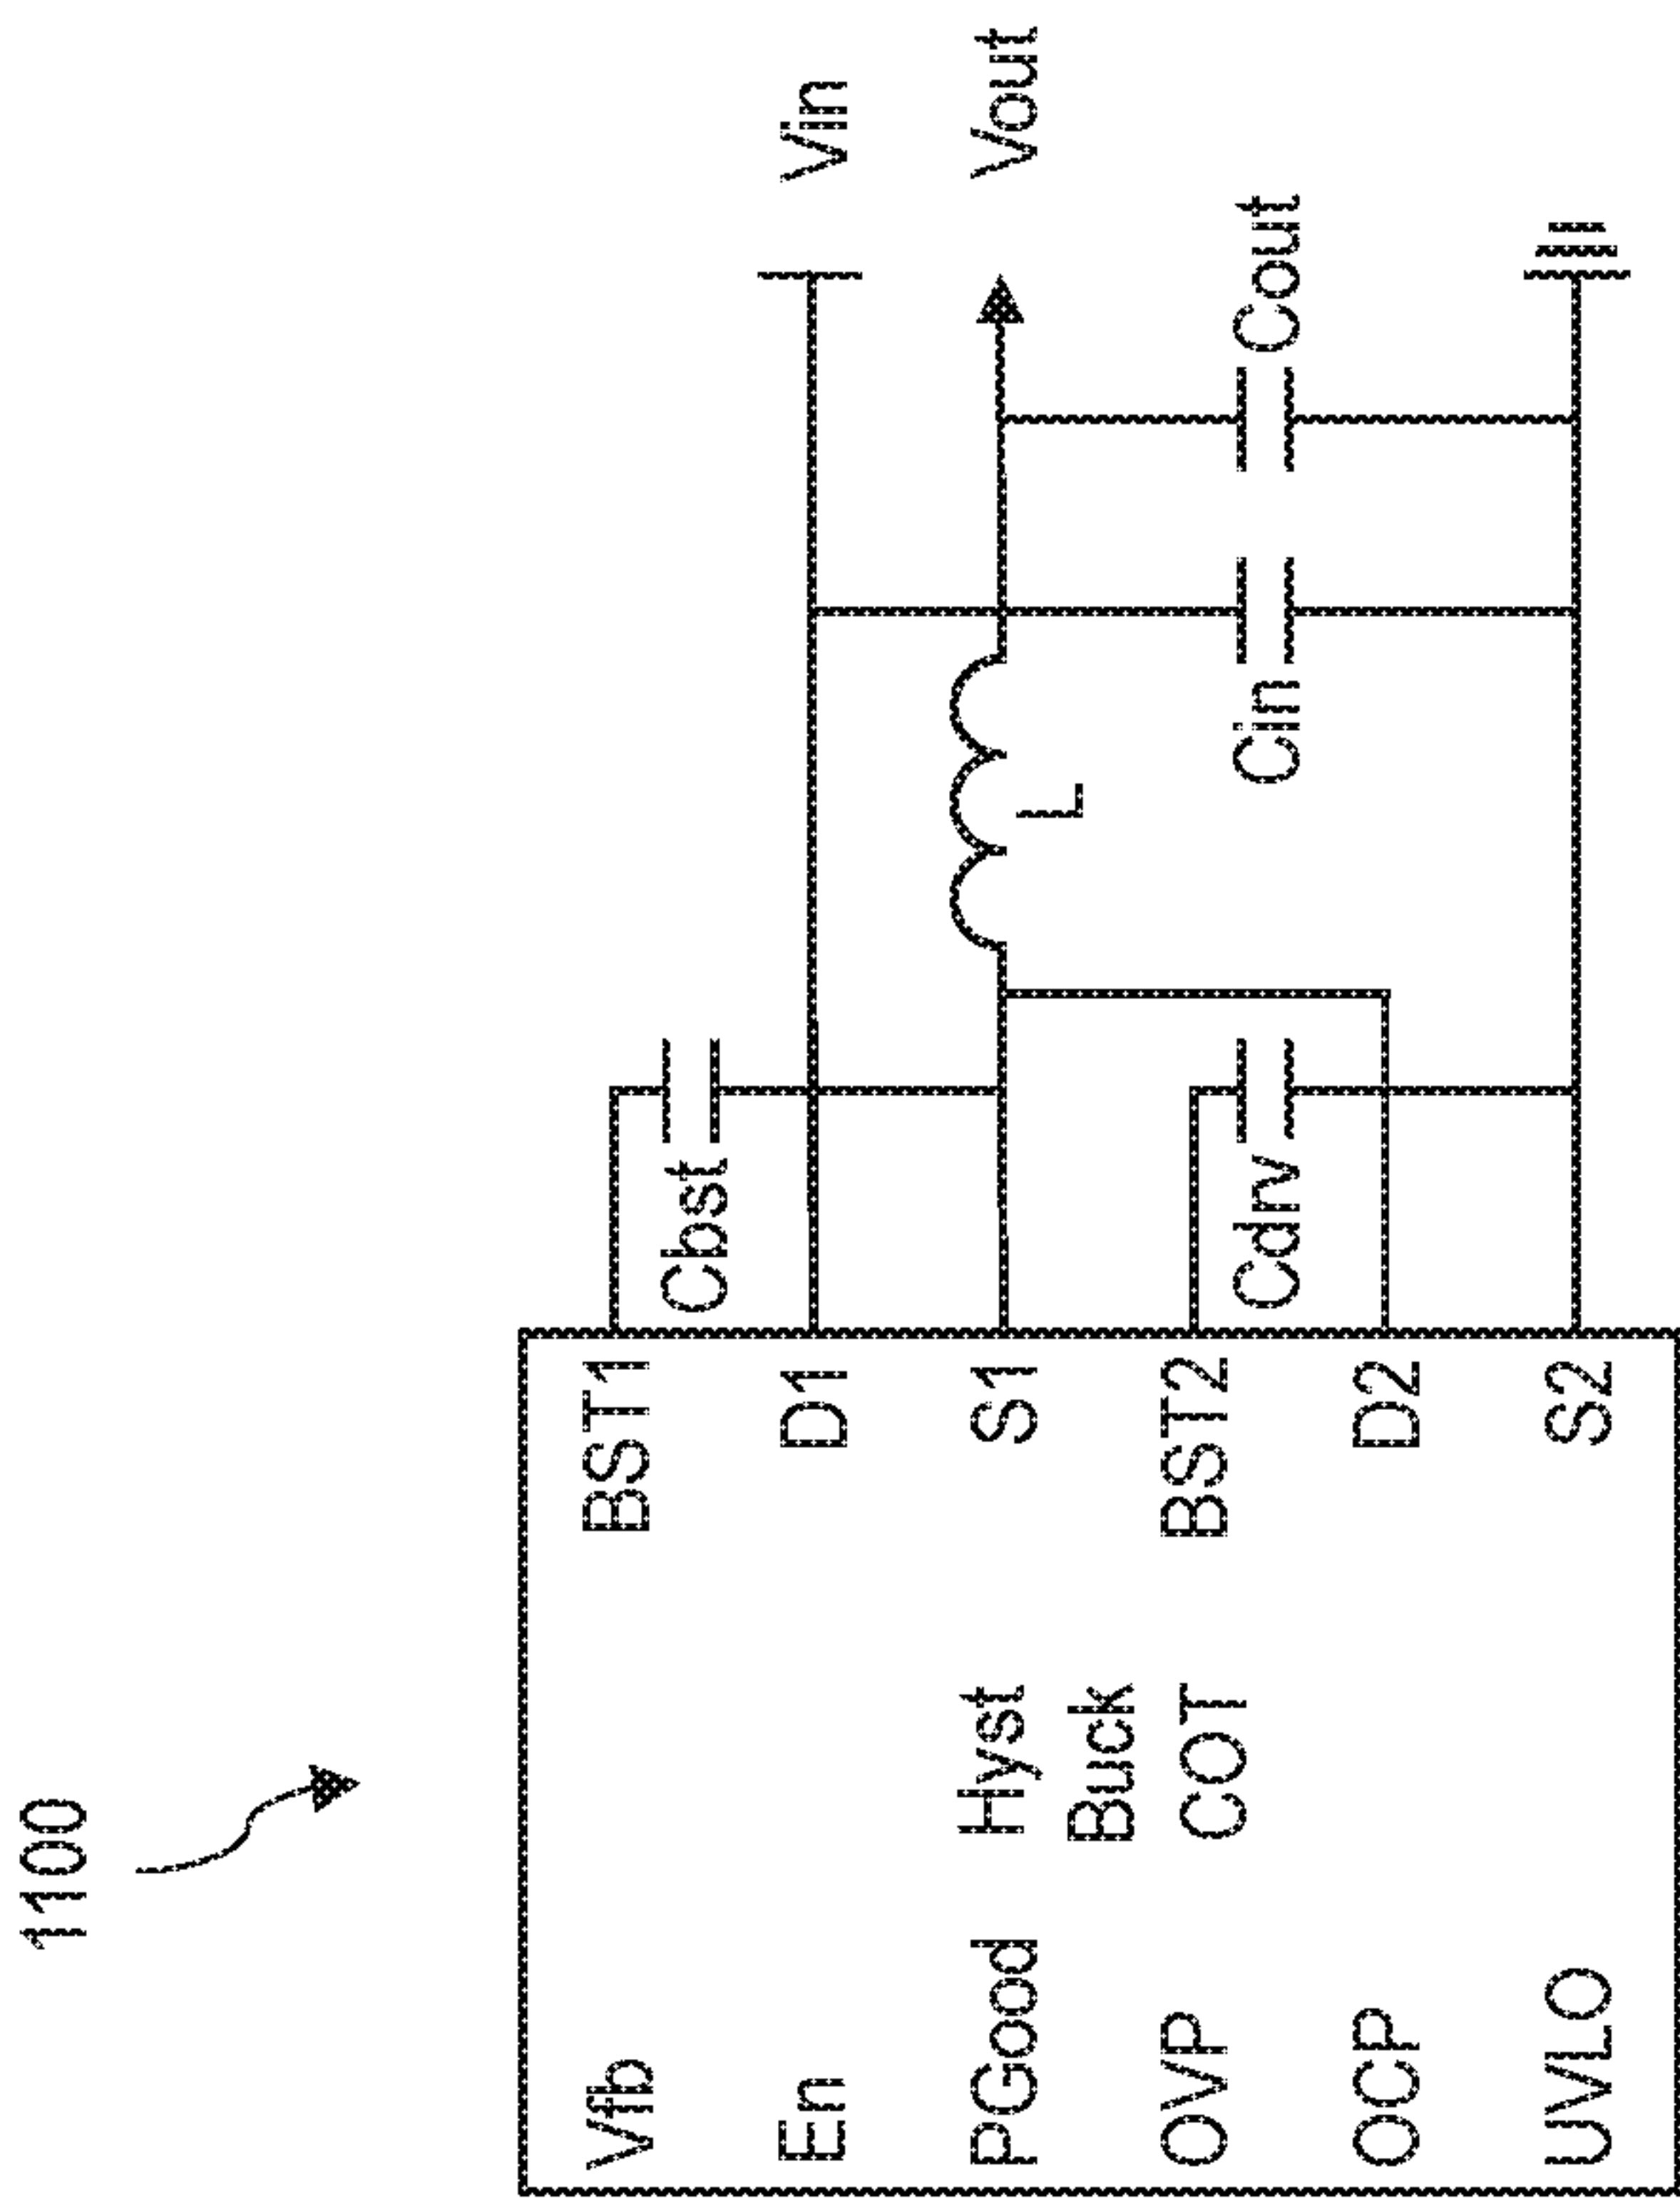 1100
Vfb
En
PGood
OVP
OCP
UVLO
Hyst
Buck
COT
BST1
D1
S1
BST2
D2
S2
Cbst
Cdrv
L
Cin
Cout
Vin
Vout